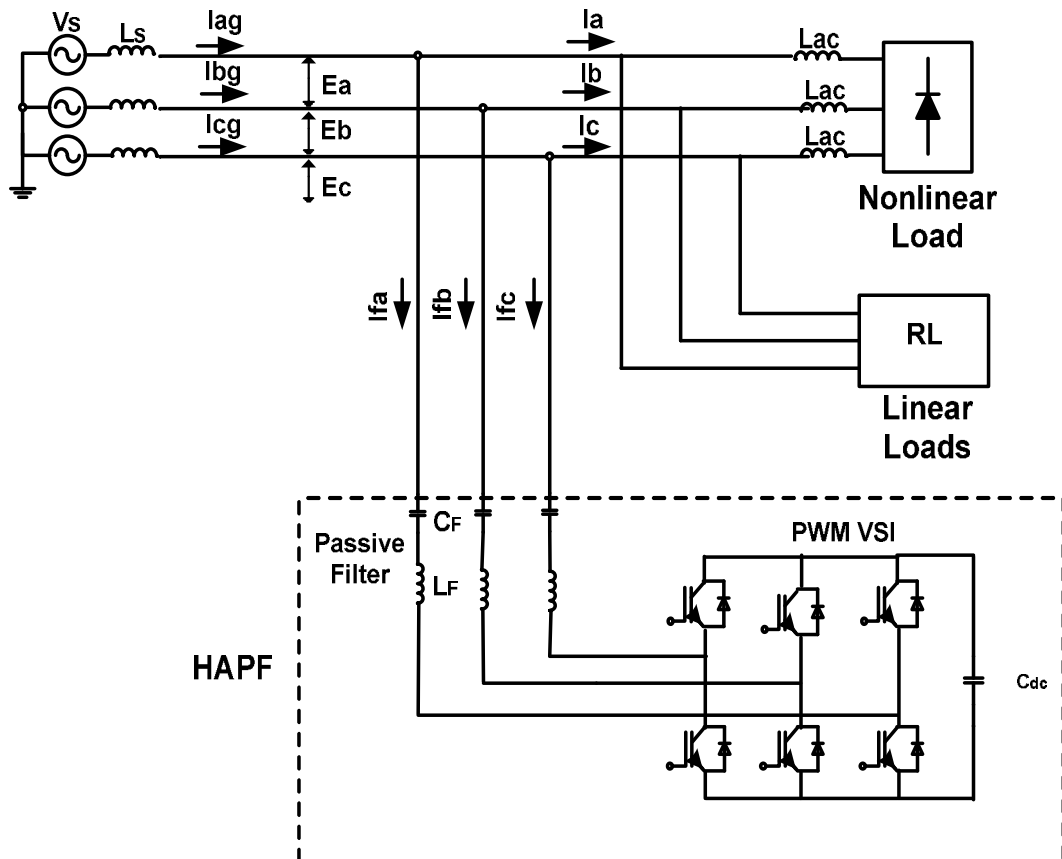 Vs
Ls
Iag
Ia
Lac
Ibg
Ea
Ib
Lac
Icg
Eb
Ic
Lac
Ec
Nonlinear
Load
Ifa
Ifb
Ifc
RL
Linear
Loads
Passive
Filter
CF
LF
PWM VSI
HAPF
Cdc